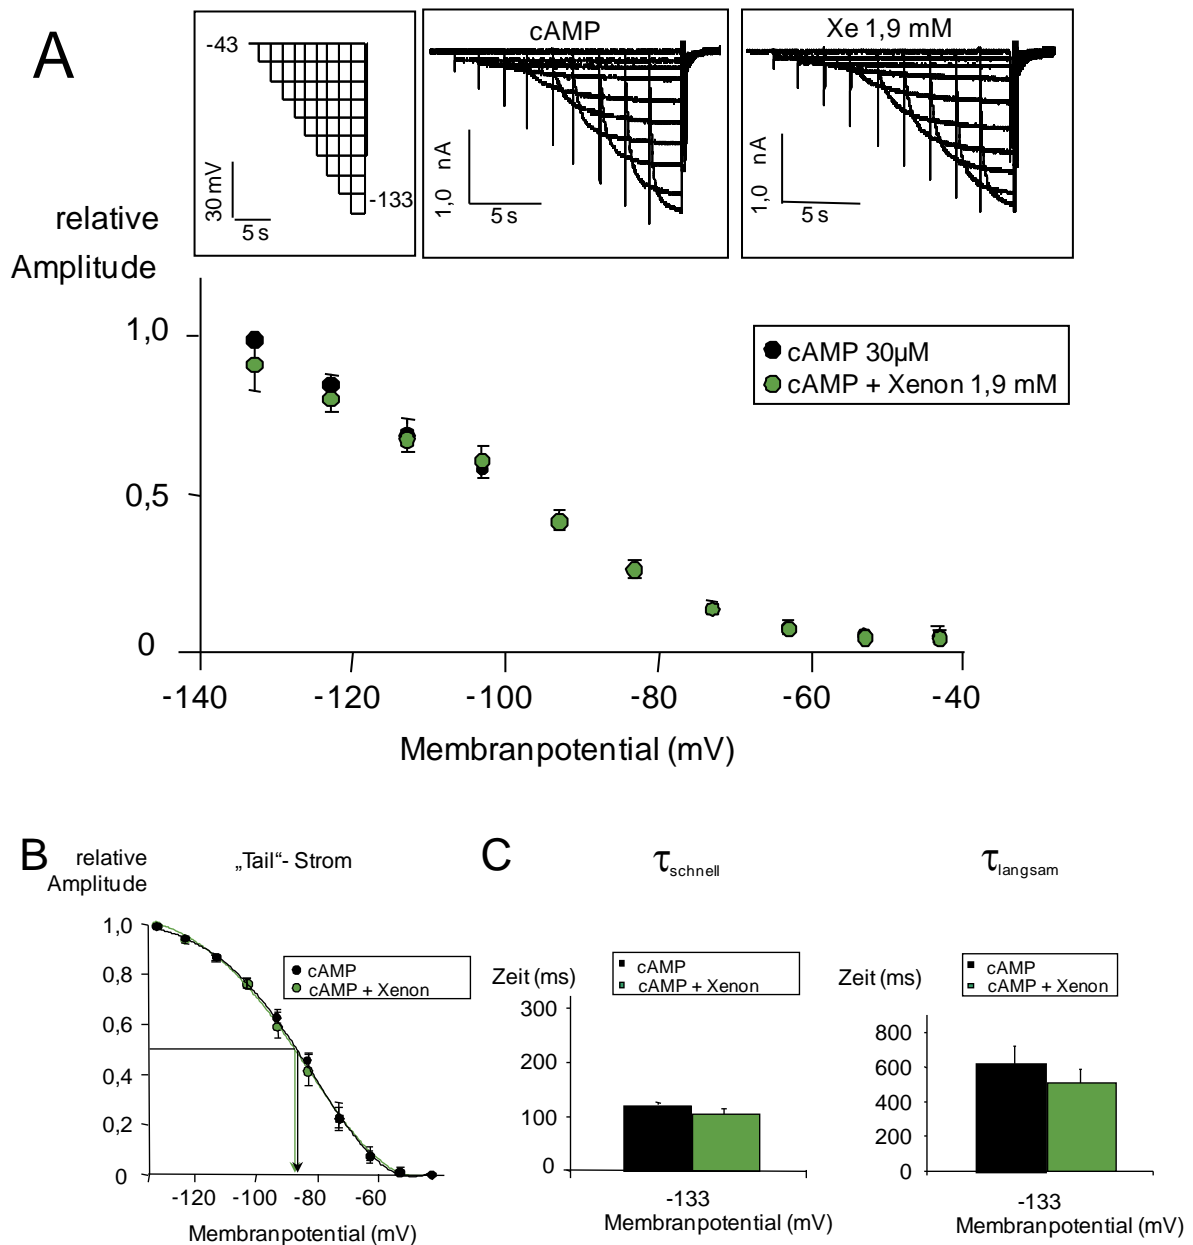 A
-43
-133
30 mV
5 s
cAMP
1,0 nA
5 s
Xe 1,9 mM
1,0 nA
5 s
relative
Amplitude
1,0
0,5
0
cAMP 30µM
cAMP + Xenon 1,9 mM
-140 -120 -100 -80 -60 -40
Membranpotential (mV)
B
relative
Amplitude
„Tail“- Strom
1,0
0,8
0,6
0,4
0,2
0
cAMP
cAMP + Xenon
-120 -100 -80 -60
Membranpotential (mV)
C
τschnell
Zeit (ms)
cAMP
cAMP + Xenon
300
200
100
0
-133
Membranpotential (mV)
τlangsam
Zeit (ms)
cAMP
cAMP + Xenon
800
600
400
200
0
-133
Membranpotential (mV)